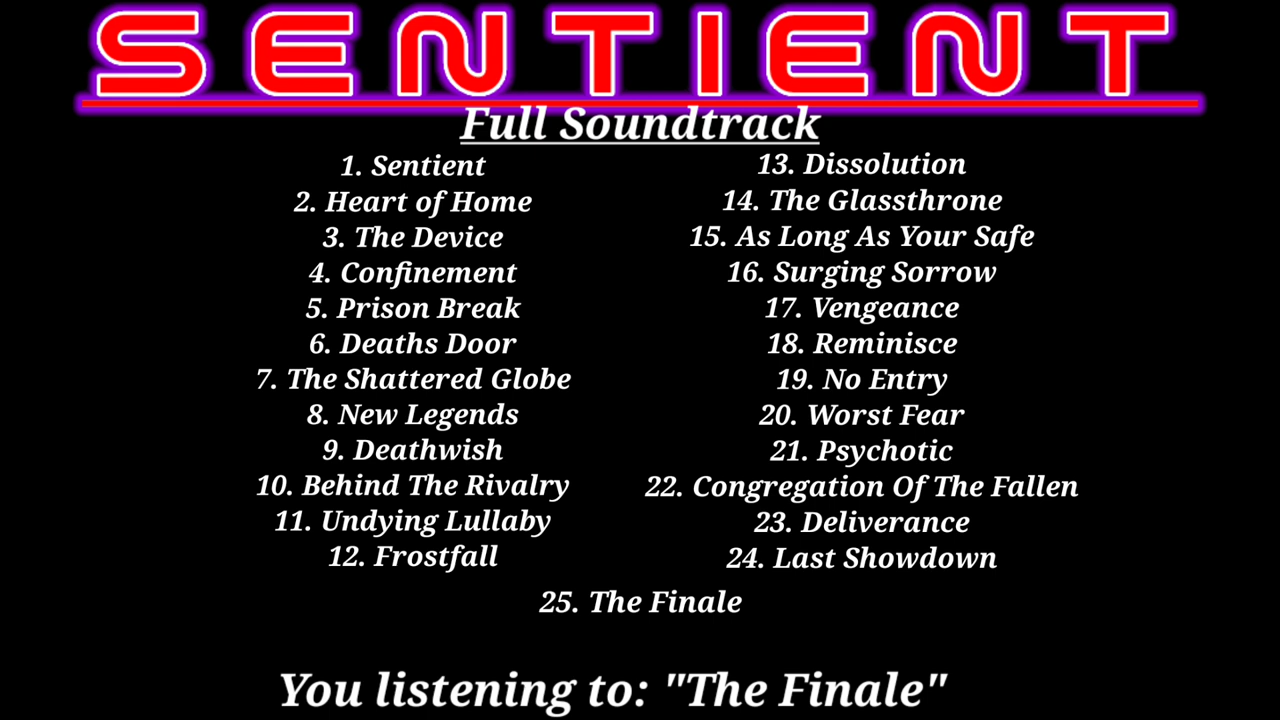 SENTIENT
Full Soundtrack
1. Sentient
2. Heart of Home
3. The Device
4. Confinement
5. Prison Break
6. Deaths Door
7. The Shattered Globe
8. New Legends
9. Deathwish
10. Behind The Rivalry
11. Undying Lullaby
12. Frostfall
13. Dissolution
14. The Glassthrone
15. As Long As Your Safe
16. Surging Sorrow
17. Vengeance
18. Reminisce
19. No Entry
20. Worst Fear
21. Psychotic
22. Congregation Of The Fallen
23. Deliverance
24. Last Showdown
25. The Finale
You listening to: "The Finale"